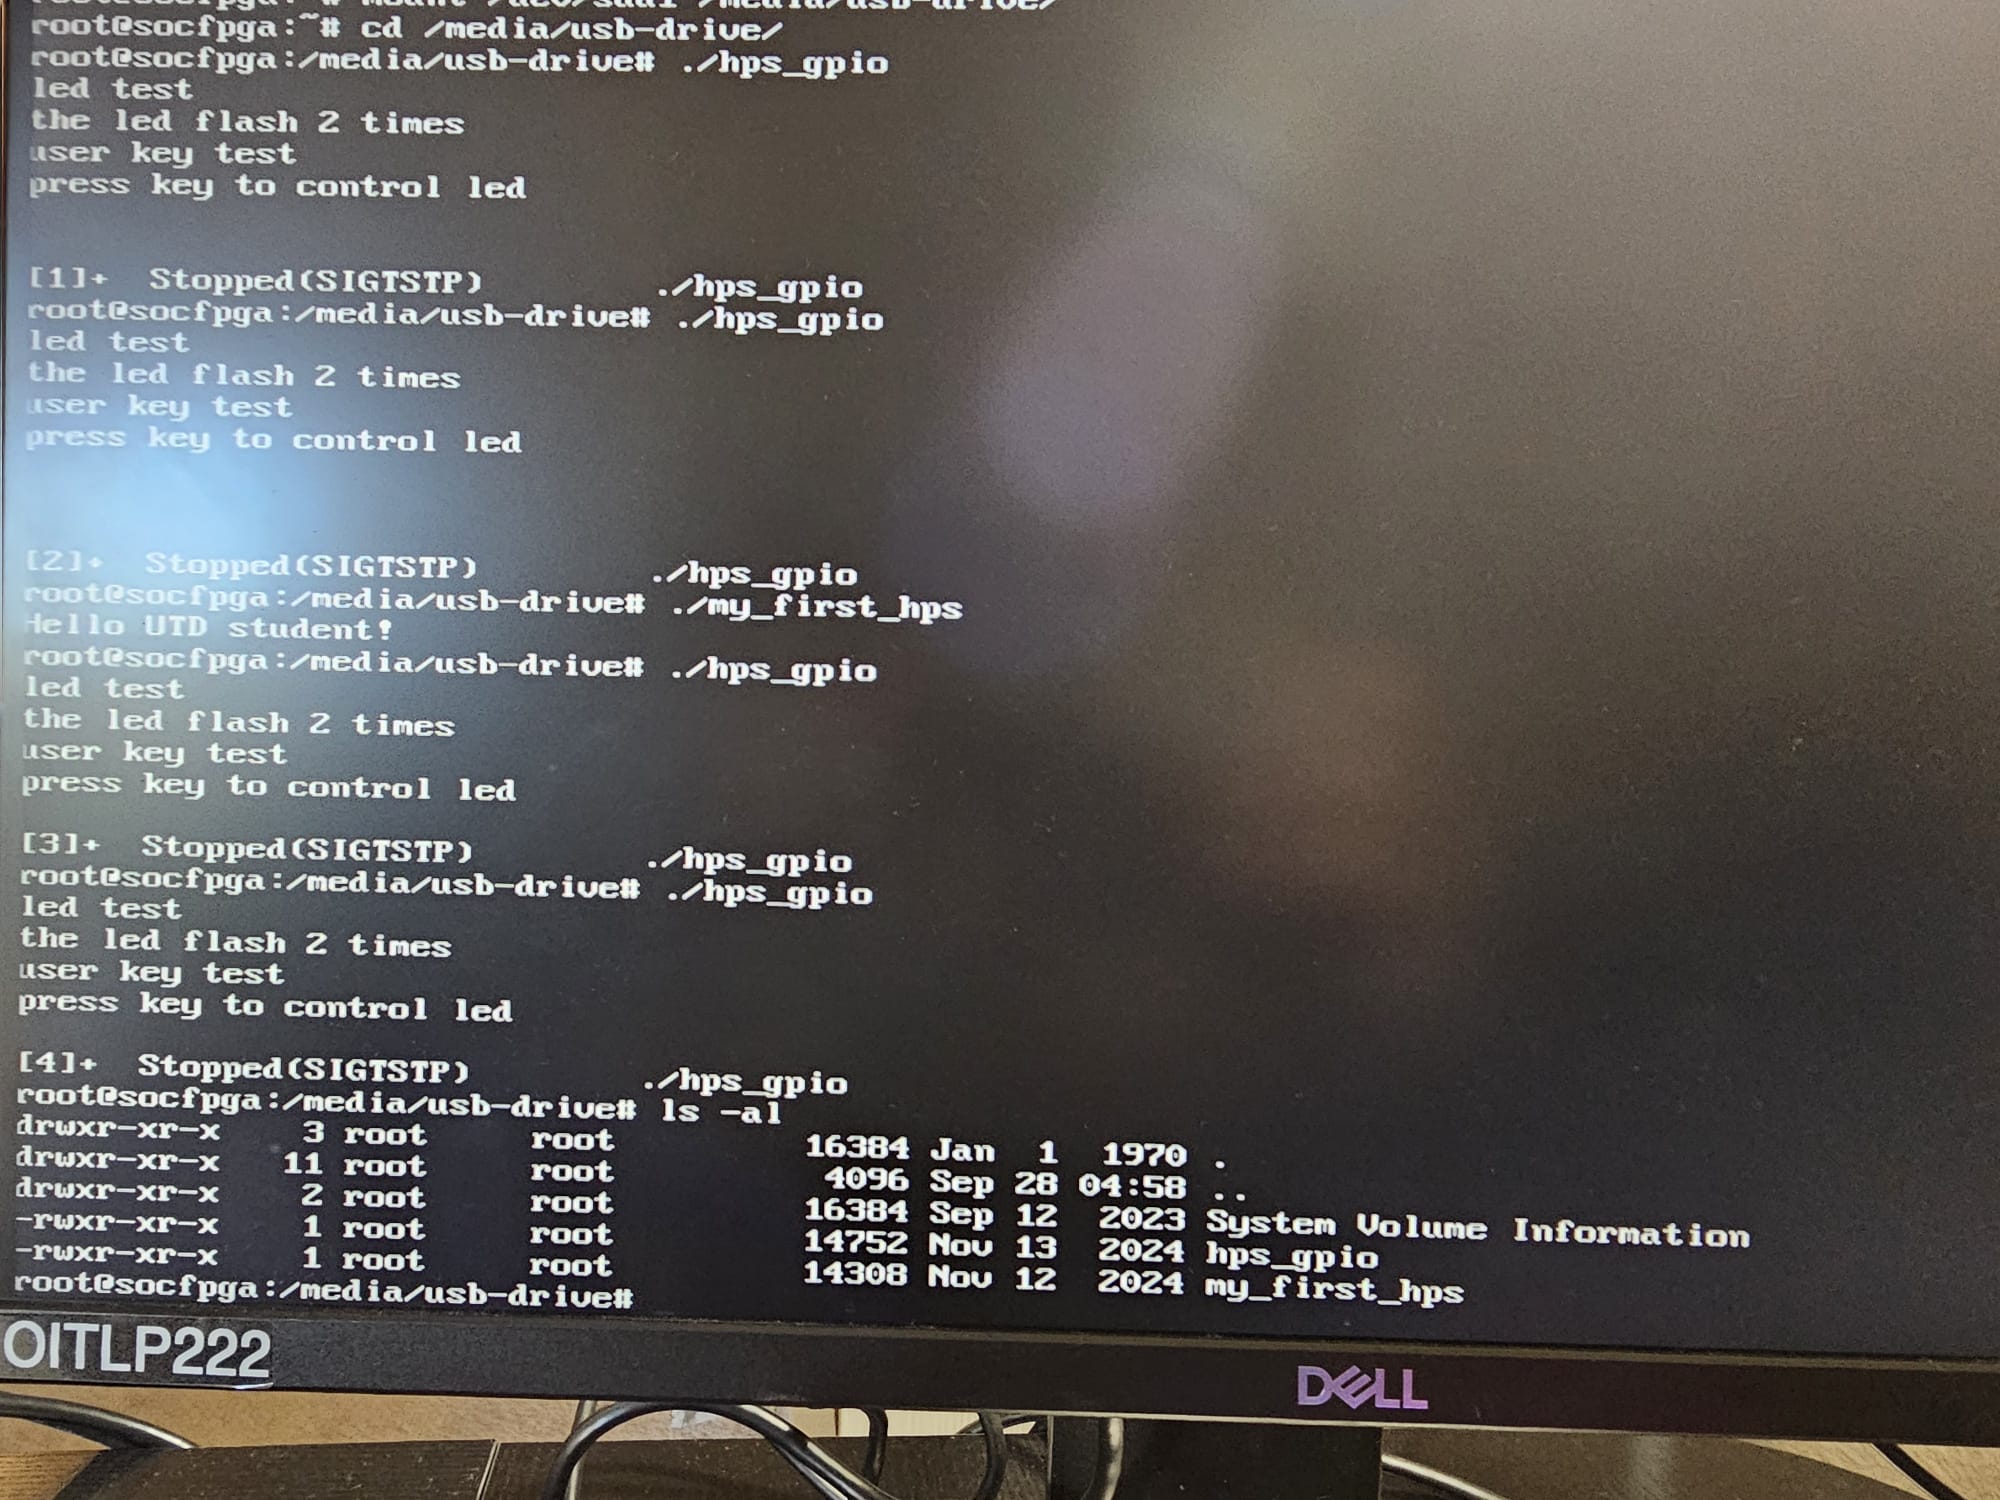 root@socfpga:~# mount /dev/sda1 /media/usb-drive/
root@socfpga:~# cd /media/usb-drive/
root@socfpga:/media/usb-drive# ./hps_gpio
led test
the led flash 2 times
user key test
press key to control led
[1]+  Stopped(SIGTSTP)        ./hps_gpio
root@socfpga:/media/usb-drive# ./hps_gpio
led test
the led flash 2 times
user key test
press key to control led
[2]+  Stopped(SIGTSTP)        ./hps_gpio
root@socfpga:/media/usb-drive# ./my_first_hps
Hello UTD student!
root@socfpga:/media/usb-drive# ./hps_gpio
led test
the led flash 2 times
user key test
press key to control led
[3]+  Stopped(SIGTSTP)        ./hps_gpio
root@socfpga:/media/usb-drive# ./hps_gpio
led test
the led flash 2 times
user key test
press key to control led
[4]+  Stopped(SIGTSTP)        ./hps_gpio
root@socfpga:/media/usb-drive# ls -al
drwxr-xr-x    3 root     root         16384 Jan  1  1970 .
drwxr-xr-x   11 root     root          4096 Sep 28 04:58 ..
drwxr-xr-x    2 root     root         16384 Sep 12  2023 System Volume Information
-rwxr-xr-x    1 root     root         14752 Nov 13  2024 hps_gpio
-rwxr-xr-x    1 root     root         14308 Nov 12  2024 my_first_hps
root@socfpga:/media/usb-drive#
OITLP222
DELL